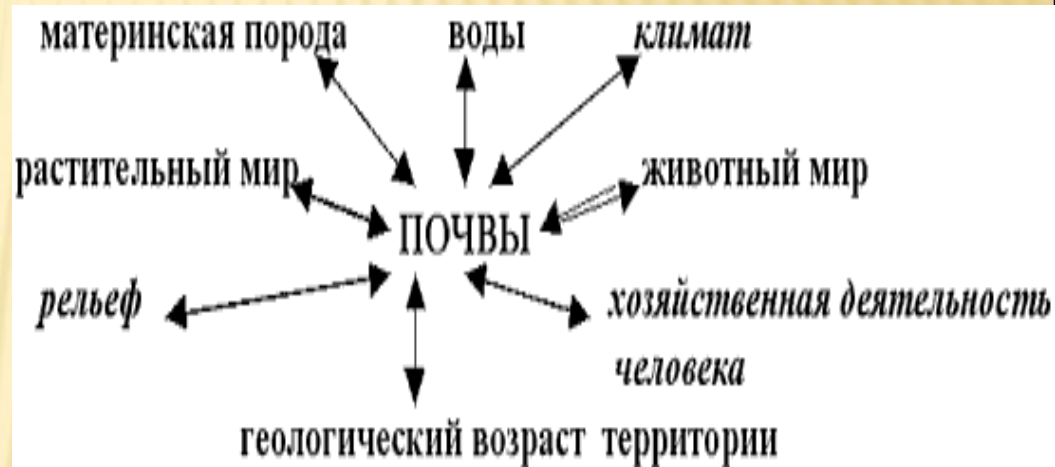 материнская порода воды климат
растительный мир животный мир
ПОЧВЫ
рельеф хозяйственная деятельность
человека
геологический возраст территории